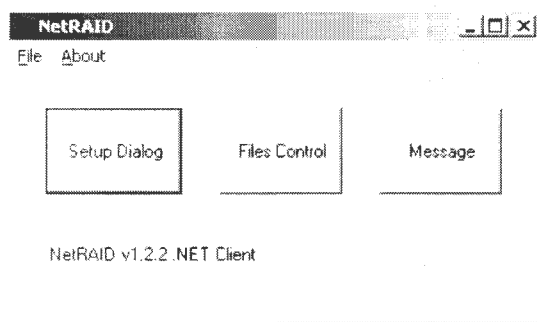 NetRAID
File About
Setup Dialog Files Control Message
NetRAID v1.2.2 .NET Client